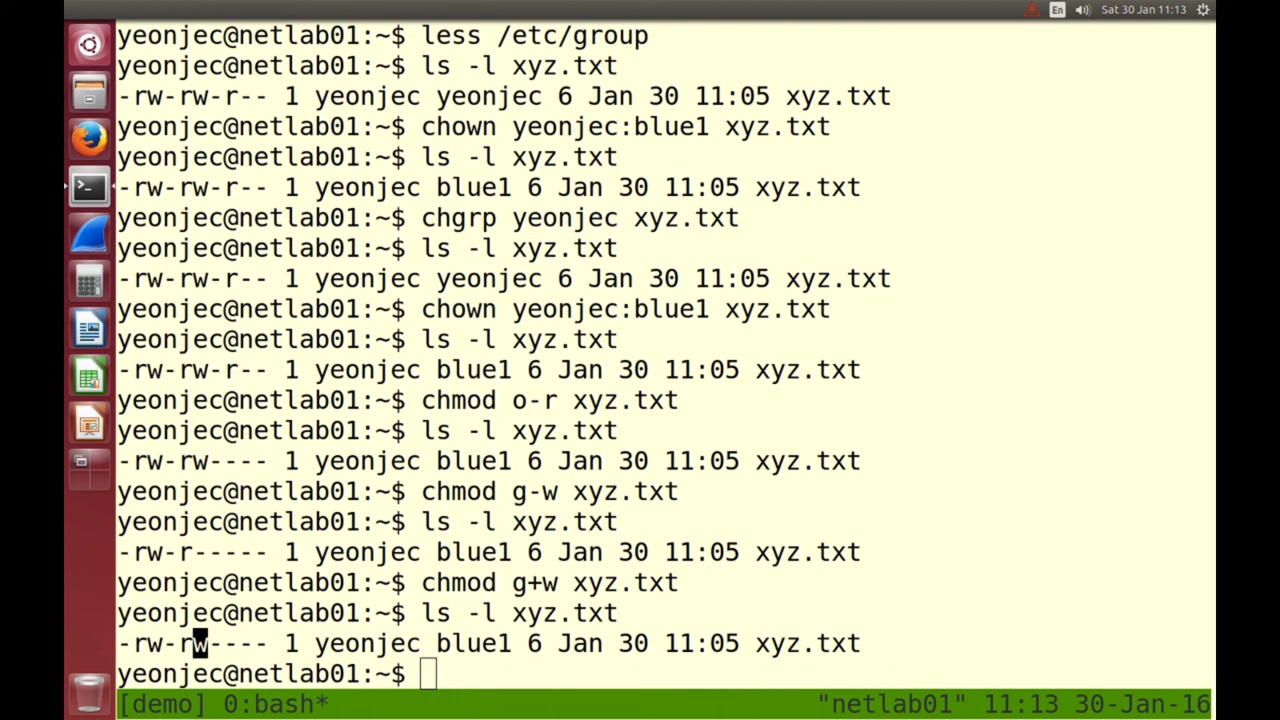 En Sat 30 Jan 11:13
yeonjec@netlab01:~$ less /etc/group
yeonjec@netlab01:~$ ls -l xyz.txt
-rw-rw-r-- 1 yeonjec yeonjec 6 Jan 30 11:05 xyz.txt
yeonjec@netlab01:~$ chown yeonjec:blue1 xyz.txt
yeonjec@netlab01:~$ ls -l xyz.txt
-rw-rw-r-- 1 yeonjec blue1 6 Jan 30 11:05 xyz.txt
yeonjec@netlab01:~$ chgrp yeonjec xyz.txt
yeonjec@netlab01:~$ ls -l xyz.txt
-rw-rw-r-- 1 yeonjec yeonjec 6 Jan 30 11:05 xyz.txt
yeonjec@netlab01:~$ chown yeonjec:blue1 xyz.txt
yeonjec@netlab01:~$ ls -l xyz.txt
-rw-rw-r-- 1 yeonjec blue1 6 Jan 30 11:05 xyz.txt
yeonjec@netlab01:~$ chmod o-r xyz.txt
yeonjec@netlab01:~$ ls -l xyz.txt
-rw-rw---- 1 yeonjec blue1 6 Jan 30 11:05 xyz.txt
yeonjec@netlab01:~$ chmod g-w xyz.txt
yeonjec@netlab01:~$ ls -l xyz.txt
-rw-r----- 1 yeonjec blue1 6 Jan 30 11:05 xyz.txt
yeonjec@netlab01:~$ chmod g+w xyz.txt
yeonjec@netlab01:~$ ls -l xyz.txt
-rw-rw---- 1 yeonjec blue1 6 Jan 30 11:05 xyz.txt
yeonjec@netlab01:~$
[demo] 0:bash* "netlab01" 11:13 30-Jan-16